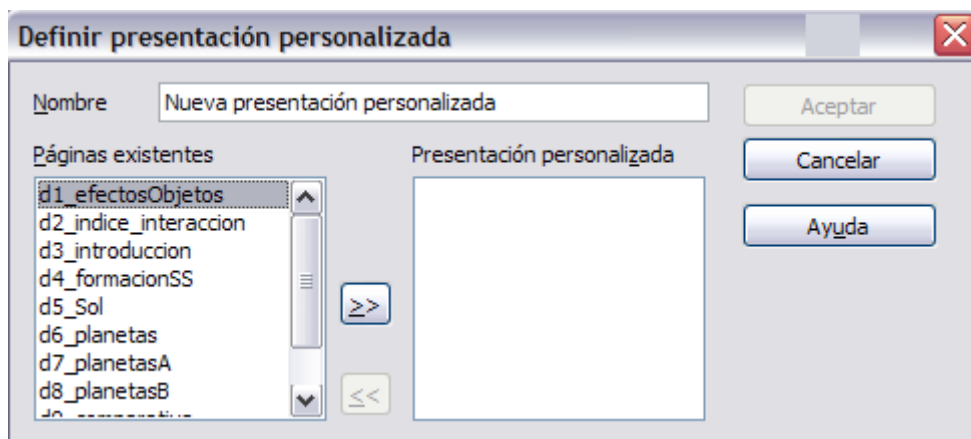 Definir presentación personalizada
Nombre
Nueva presentación personalizada
Aceptar
Páginas existentes
Presentación personalizada
Cancelar
d1_efectosObjetos
d2_indice_interaccion
d3_introduccion
d4_formacionSS
d5_Sol
d6_planetas
d7_planetasA
d8_planetasB
>>
<<
Ayuda